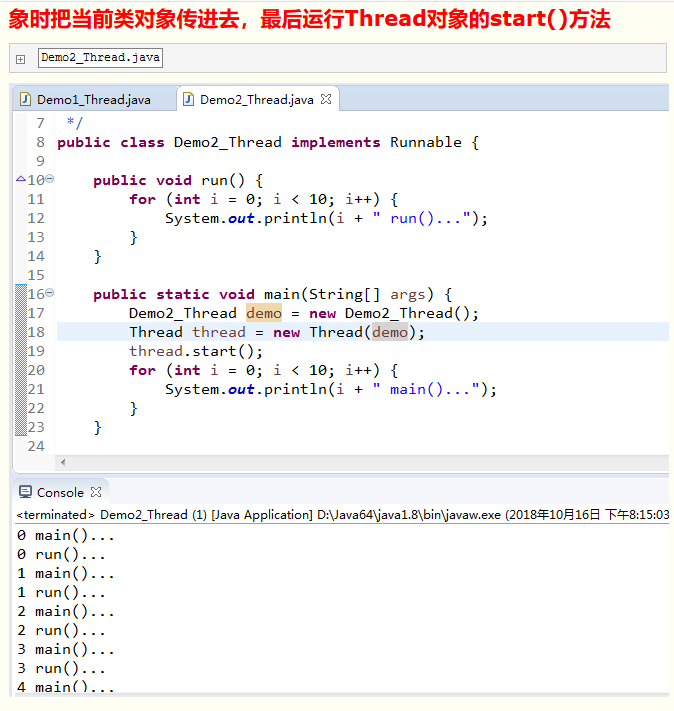 象时把当前类对象传进去，最后运行Thread对象的start()方法
Demo2_Thread.java
Demo1_Thread.java Demo2_Thread.java
7 */
8 public class Demo2_Thread implements Runnable {
9
10 public void run() {
11 for (int i = 0; i < 10; i++) {
12 System.out.println(i + " run()...");
13 }
14 }
15
16 public static void main(String[] args) {
17 Demo2_Thread demo = new Demo2_Thread();
18 Thread thread = new Thread(demo);
19 thread.start();
20 for (int i = 0; i < 10; i++) {
21 System.out.println(i + " main()...");
22 }
23 }
24
Console
<terminated> Demo2_Thread (1) [Java Application] D:\Java64\java1.8\bin\javaw.exe (2018年10月16日 下午8:15:03
0 main()...
0 run()...
1 main()...
1 run()...
2 main()...
2 run()...
3 main()...
3 run()...
4 main()...